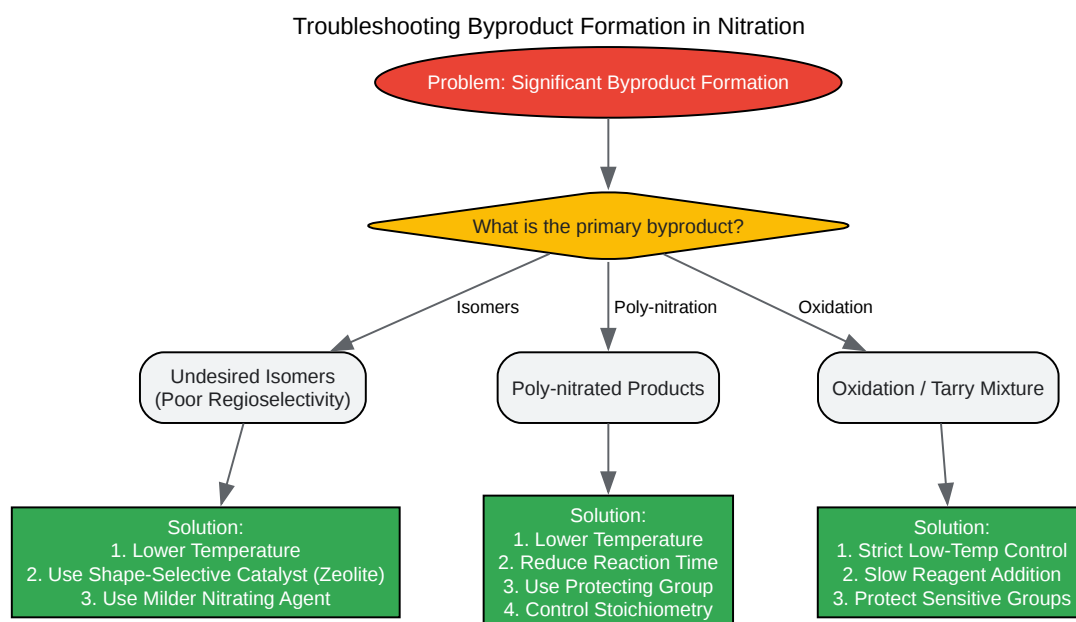 Troubleshooting Byproduct Formation in Nitration
Problem: Significant Byproduct Formation
What is the primary byproduct?
Isomers
Poly-nitration
Oxidation
Undesired Isomers
(Poor Regioselectivity)
Poly-nitrated Products
Oxidation / Tarry Mixture
Solution:
1. Lower Temperature
2. Use Shape-Selective Catalyst (Zeolite)
3. Use Milder Nitrating Agent
Solution:
1. Lower Temperature
2. Reduce Reaction Time
3. Use Protecting Group
4. Control Stoichiometry
Solution:
1. Strict Low-Temp Control
2. Slow Reagent Addition
3. Protect Sensitive Groups